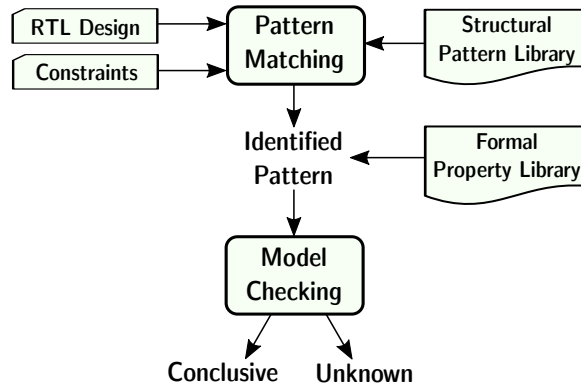 RTL Design
Constraints
Pattern
Matching
Structural
Pattern Library
Identified
Pattern
Formal
Property Library
Model
Checking
Conclusive
Unknown